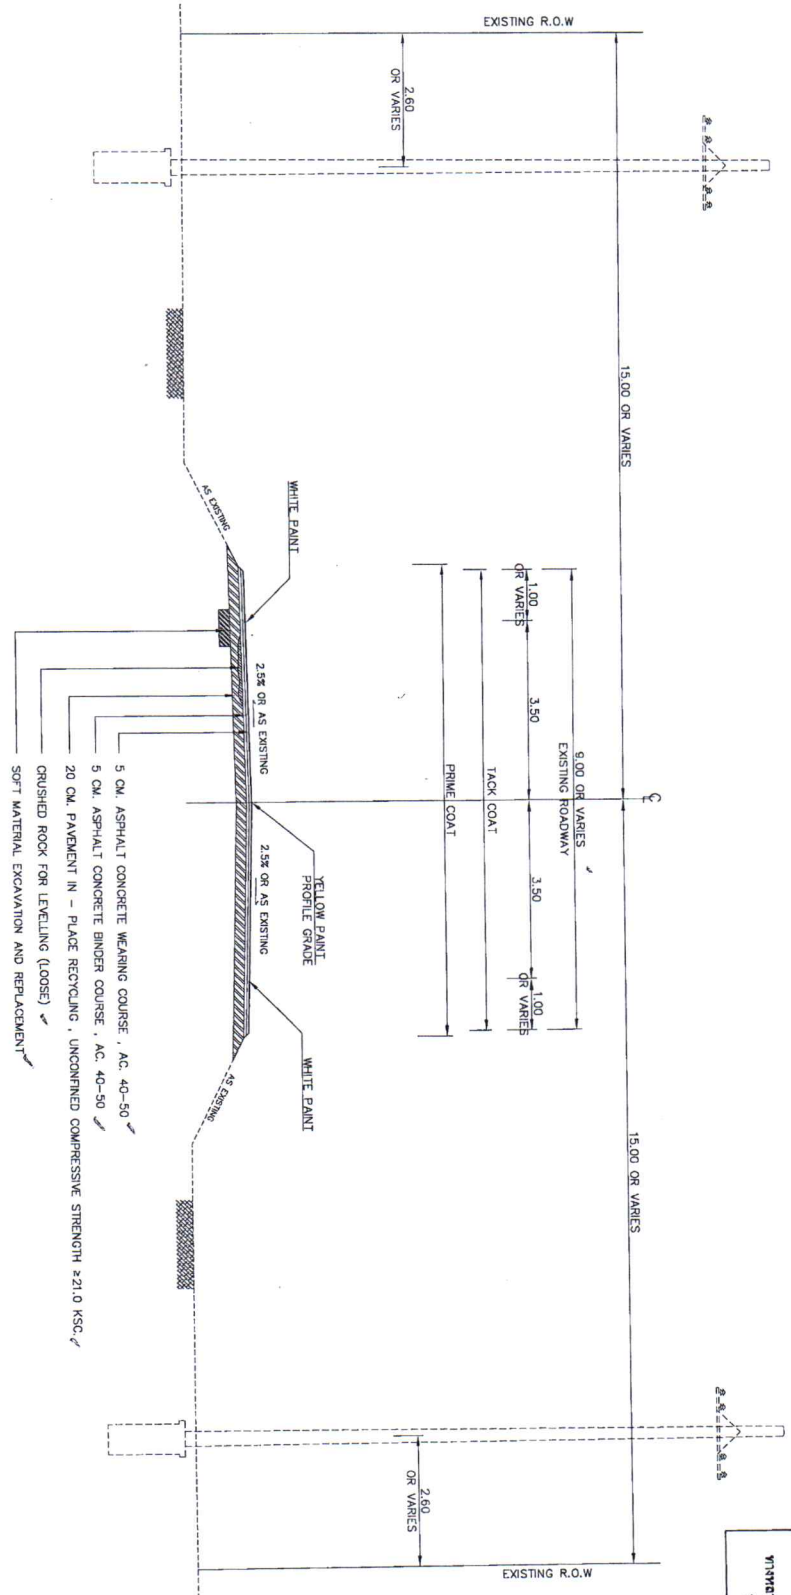 EXISTING R.O.W
15.00 OR VARIES
15.00 OR VARIES
EXISTING R.O.W
2.60
OR VARIES
9.00 OR VARIES
EXISTING ROADWAY
1.00
OR VARIES
3.50
3.50
1.00
OR VARIES
2.60
OR VARIES
TACK COAT
PRIME COAT
WHITE PAINT
YELLOW PAINT
PROFILE GRADE
WHITE PAINT
AS EXISTING
2.5% OR AS EXISTING
2.5% OR AS EXISTING
AS EXISTING
5 CM. ASPHALT CONCRETE WEARING COURSE , AC. 40-50
5 CM. ASPHALT CONCRETE BINDER COURSE , AC. 40-50
20 CM. PAVEMENT IN - PLACE RECYCLING , UNCONFINED COMPRESSIVE STRENGTH ≥21.0 KSC.
CRUSHED ROCK FOR LEVELLING (LOOSE)
SOFT MATERIAL EXCAVATION AND REPLACEMENT